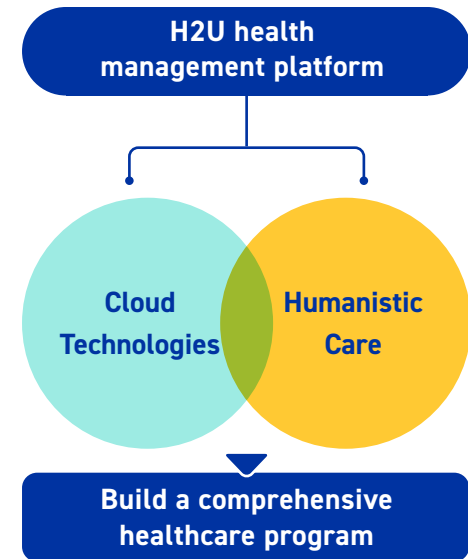 H2U health
management platform
Cloud
Technologies
Humanistic
Care
Build a comprehensive
healthcare program